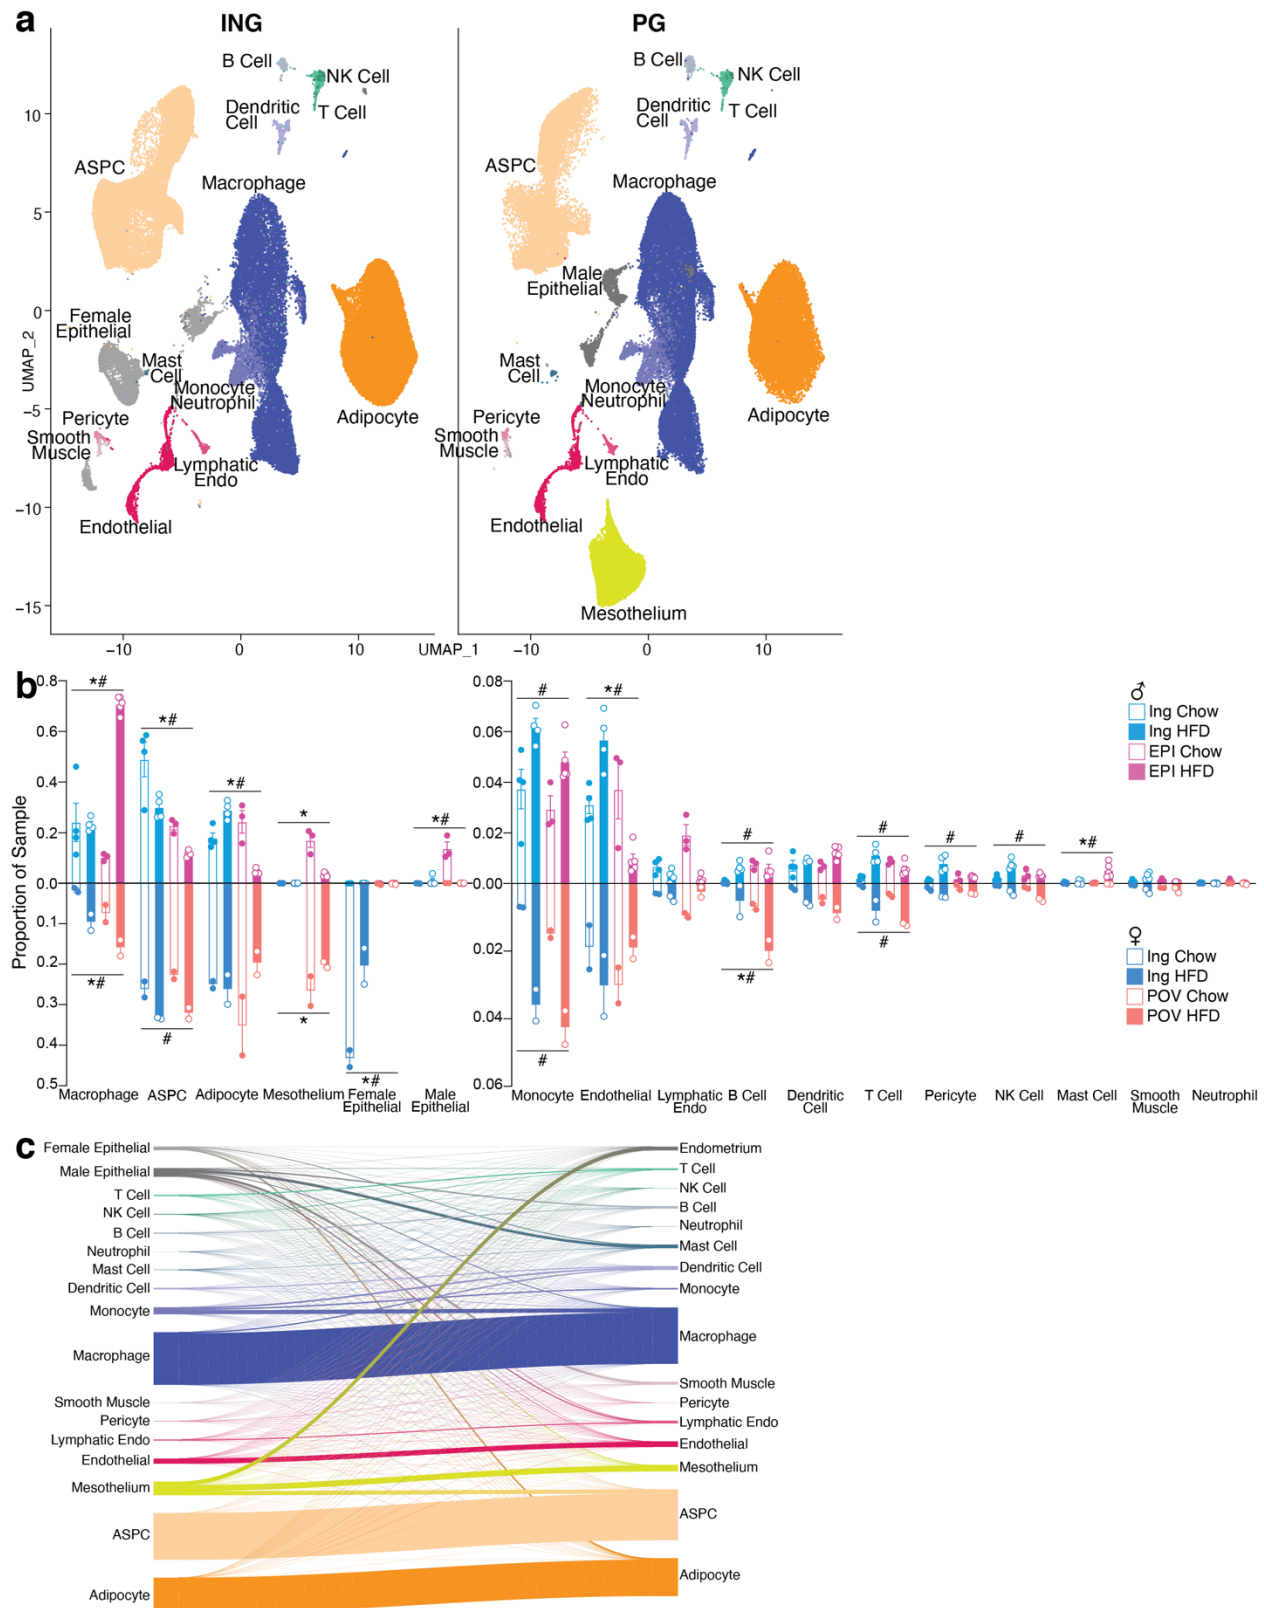 a
ING
PG
B Cell
NK Cell
Dendritic
Cell
T Cell
ASPC
Macrophage
Female
Epithelial
Mast
Cell
Monocyte
Neutrophil
Pericyte
Smooth
Muscle
Lymphatic
Endo
Endothelial
Adipocyte
B Cell
NK Cell
Dendritic
Cell
T Cell
ASPC
Macrophage
Male
Epithelial
Mast
Cell
Monocyte
Neutrophil
Pericyte
Smooth
Muscle
Lymphatic
Endo
Endothelial
Adipocyte
Mesothelium
UMAP_2
10
5
0
−5
−10
−15
−10
0
10
UMAP_1
−10
0
10
b
Proportion of Sample
0.8
0.6
0.4
0.2
0.0
0.1
0.2
0.3
0.4
0.5
*#
*#
*#
*
*#
*#
#
*
*#
Macrophage
ASPC
Adipocyte
Mesothelium
Female
Epithelial
Male
Epithelial
0.08
0.06
0.04
0.02
0.00
0.02
0.04
0.06
#
*#
#
#
#
#
*#
#
*#
#
Monocyte
Endothelial
Lymphatic
Endo
B Cell
Dendritic
Cell
T Cell
Pericyte
NK Cell
Mast Cell
Smooth
Muscle
Neutrophil
♂
Ing Chow
Ing HFD
EPI Chow
EPI HFD
♀
Ing Chow
Ing HFD
POV Chow
POV HFD
c
Female Epithelial
Male Epithelial
T Cell
NK Cell
B Cell
Neutrophil
Mast Cell
Dendritic Cell
Monocyte
Macrophage
Smooth Muscle
Pericyte
Lymphatic Endo
Endothelial
Mesothelium
ASPC
Adipocyte
Endometrium
T Cell
NK Cell
B Cell
Neutrophil
Mast Cell
Dendritic Cell
Monocyte
Macrophage
Smooth Muscle
Pericyte
Lymphatic Endo
Endothelial
Mesothelium
ASPC
Adipocyte